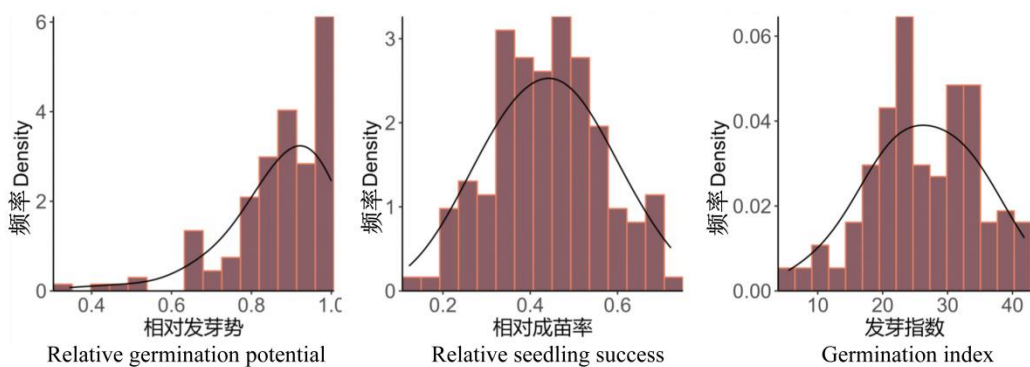 频率 Density
6
4
2
0
0.4 0.6 0.8 1.0
相对发芽势
Relative germination potential
频率 Density
3
2
1
0
0.2 0.4 0.6
相对成苗率
Relative seedling success
频率 Density
0.06
0.04
0.02
0.00
10 20 30 40
发芽指数
Germination index